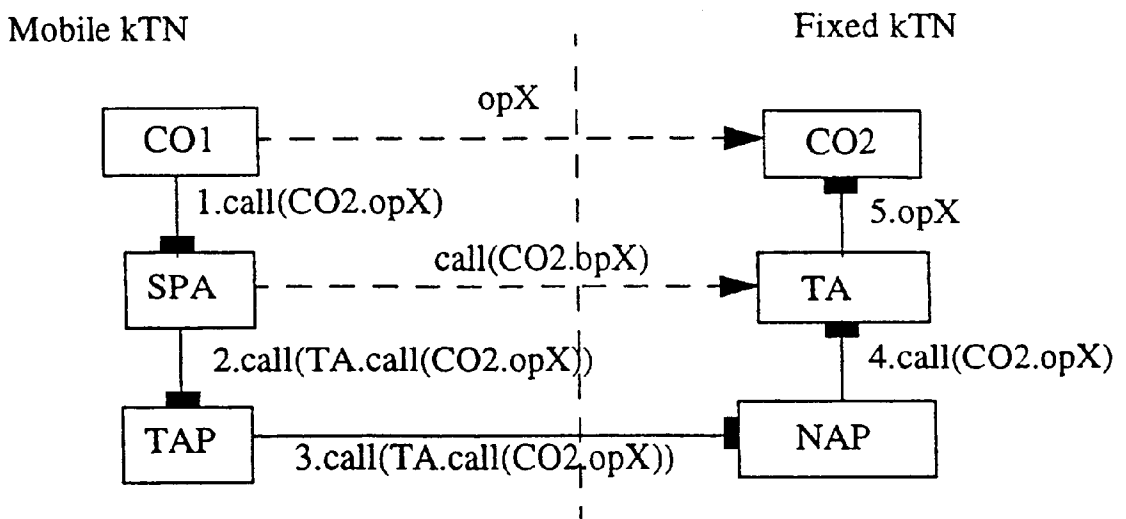 Mobile kTN
Fixed kTN
opX
CO1
CO2
1.call(CO2.opX)
5.opX
call(CO2.opX)
SPA
TA
2.call(TA.call(CO2.opX))
4.call(CO2.opX)
TAP
NAP
3.call(TA.call(CO2.opX))